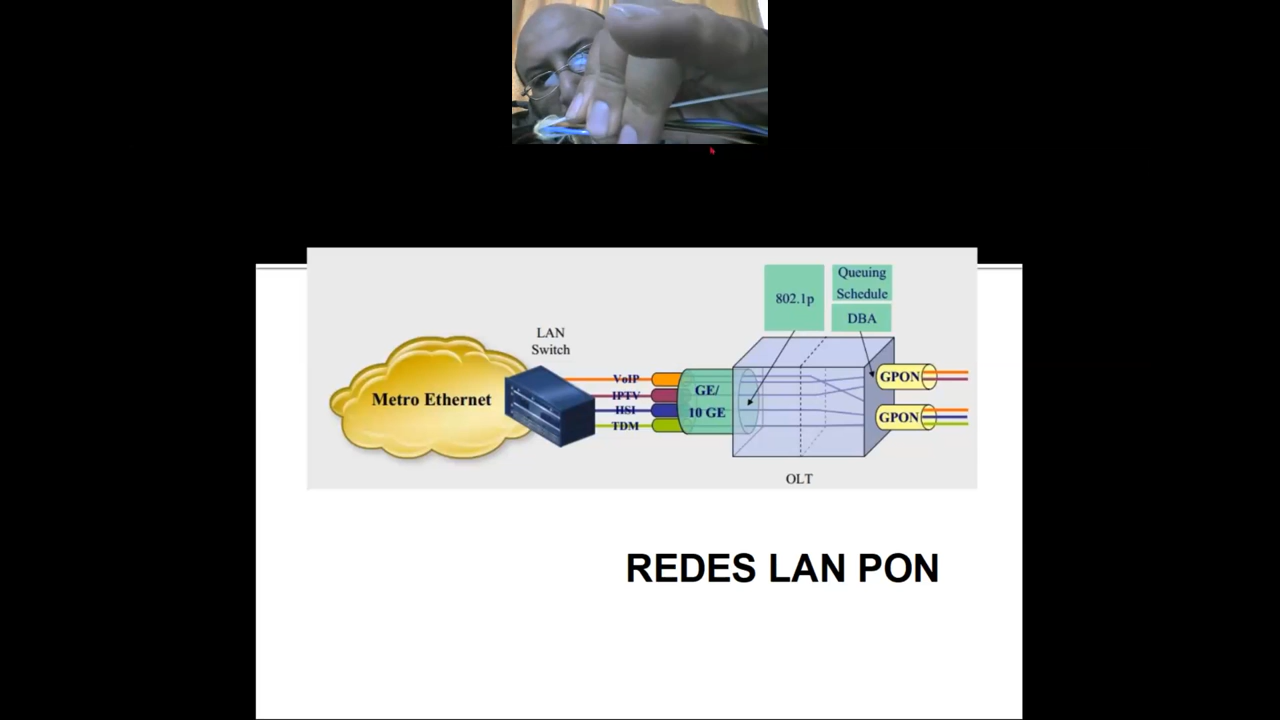 Queuing
Schedule
802.1p
DBA
LAN
Switch
Metro Ethernet
VoIP
IPTV
HSI
TDM
GE/
10 GE
GPON
GPON
OLT
REDES LAN PON